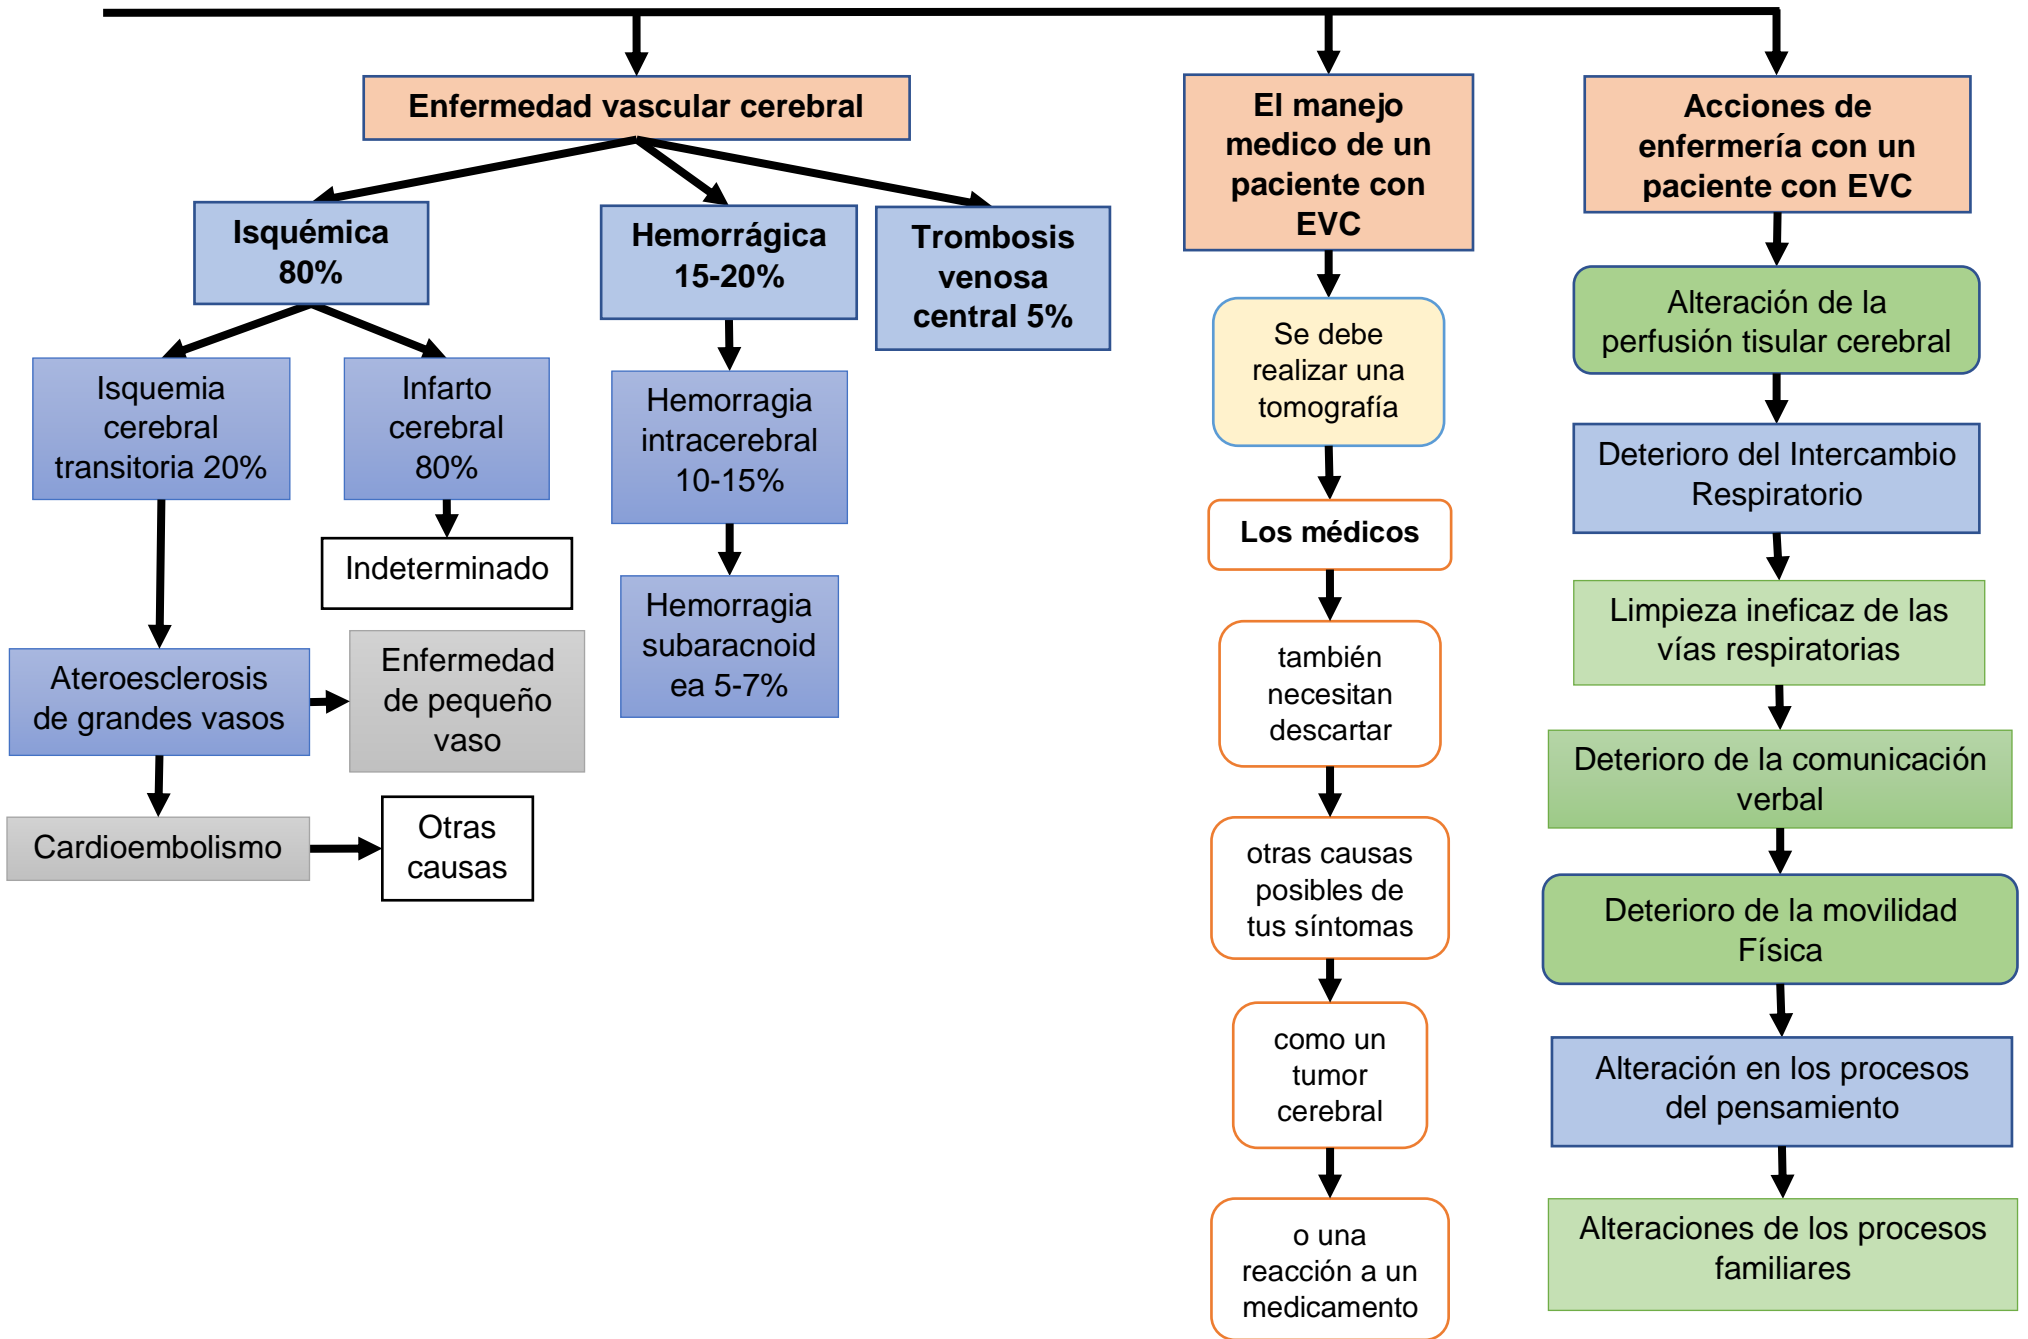 Enfermedad vascular cerebral
Isquémica
80%
Hemorrágica
15-20%
Trombosis
venosa
central 5%
Isquemia
cerebral
transitoria 20%
Infarto
cerebral
80%
Indeterminado
Hemorragia
intracerebral
10-15%
Hemorragia
subaracnoid
ea 5-7%
Ateroesclerosis
de grandes vasos
Enfermedad
de pequeño
vaso
Cardioembolismo
Otras
causas
El manejo
medico de un
paciente con
EVC
Se debe
realizar una
tomografía
Los médicos
también
necesitan
descartar
otras causas
posibles de
tus síntomas
como un
tumor
cerebral
o una
reacción a un
medicamento
Acciones de
enfermería con un
paciente con EVC
Alteración de la
perfusión tisular cerebral
Deterioro del Intercambio
Respiratorio
Limpieza ineficaz de las
vías respiratorias
Deterioro de la comunicación
verbal
Deterioro de la movilidad
Física
Alteración en los procesos
del pensamiento
Alteraciones de los procesos
familiares